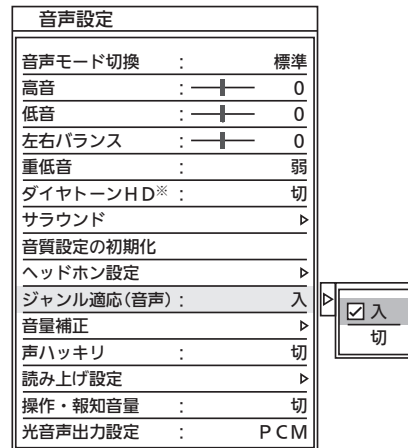 音声設定
音声モード切換 : 標準
高音 : 0
低音 : 0
左右バランス : 0
重低音 : 弱
ダイヤトーンHD※ : 切
サラウンド
音質設定の初期化
ヘッドホン設定
ジャンル適応(音声) : 入
音量補正
声ハッキリ : 切
読み上げ設定
操作・報知音量 : 切
光音声出力設定 : PCM
入
切